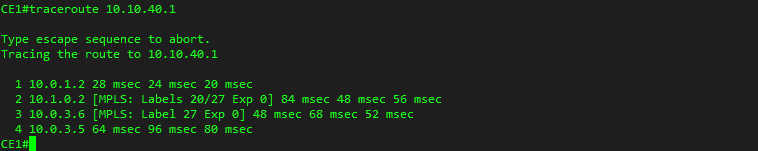 CE1#traceroute 10.10.40.1
Type escape sequence to abort.
Tracing the route to 10.10.40.1
1 10.0.1.2 28 msec 24 msec 20 msec
2 10.1.0.2 [MPLS: Labels 20/27 Exp 0] 84 msec 48 msec 56 msec
3 10.0.3.6 [MPLS: Label 27 Exp 0] 48 msec 68 msec 52 msec
4 10.0.3.5 64 msec 96 msec 80 msec
CE1#